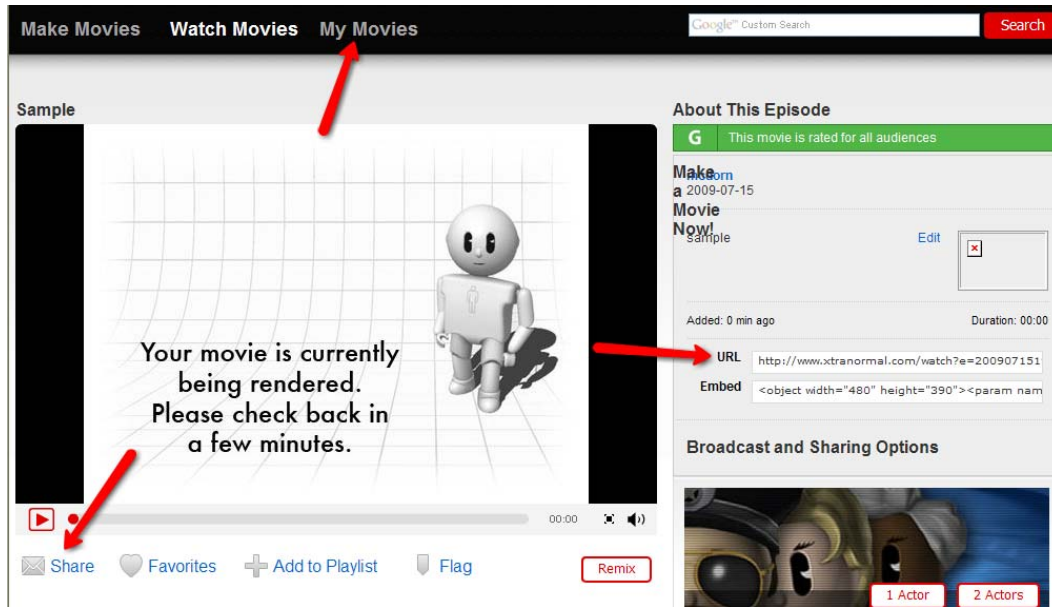 Make Movies Watch Movies My Movies
Google™ Custom Search
Search
Sample
Your movie is currently
being rendered.
Please check back in
a few minutes.
00:00
Share Favorites Add to Playlist Flag
Remix
About This Episode
G This movie is rated for all audiences
Make
a
Movie
Now!
2009-07-15
sample
Edit
Added: 0 min ago Duration: 00:00
URL http://www.xtranormal.com/watch?e=200907151
Embed <object width="480" height="390"><param nam
Broadcast and Sharing Options
1 Actor 2 Actors